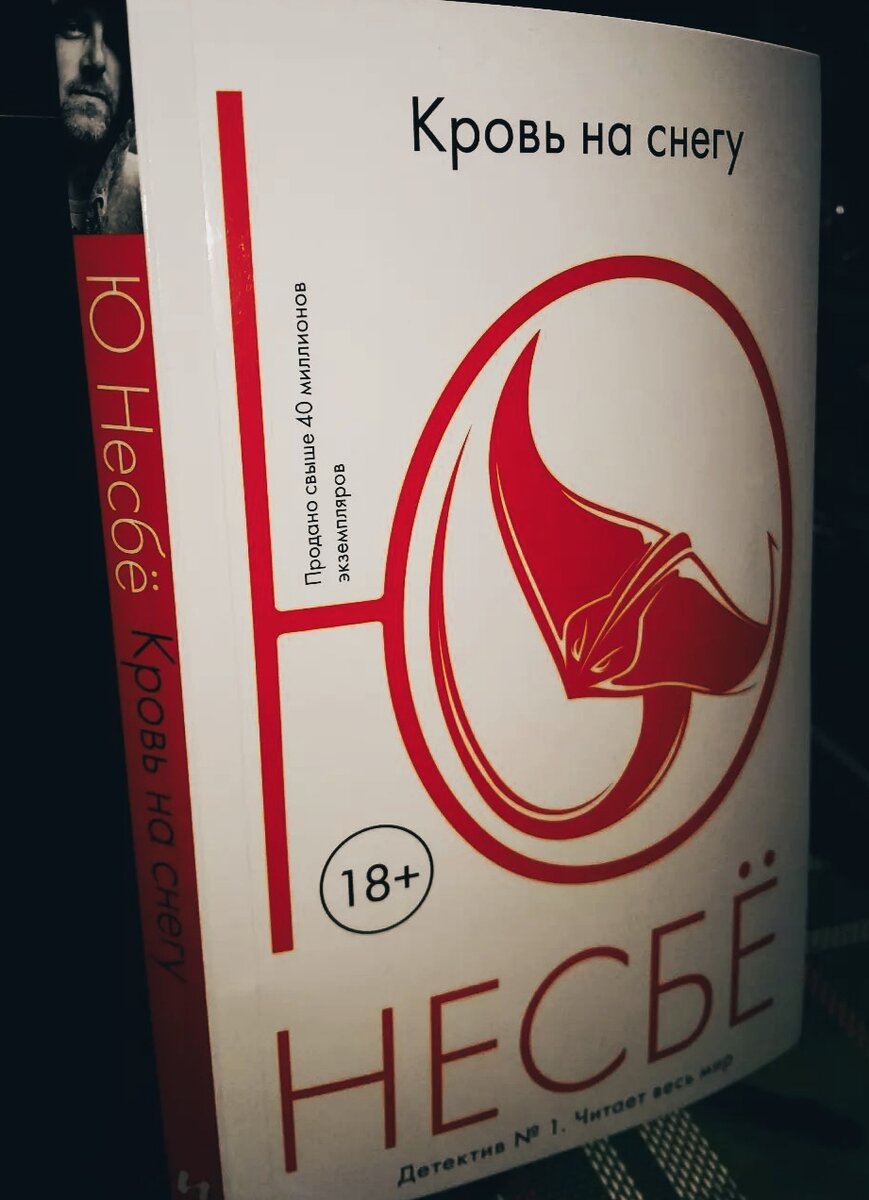 Кровь на снегу
Продано свыше 40 миллионов
экземпляров
Ю
18+
НЕСБЁ
Детектив № 1. Читает весь мир
Ю Несбё Кровь на снегу